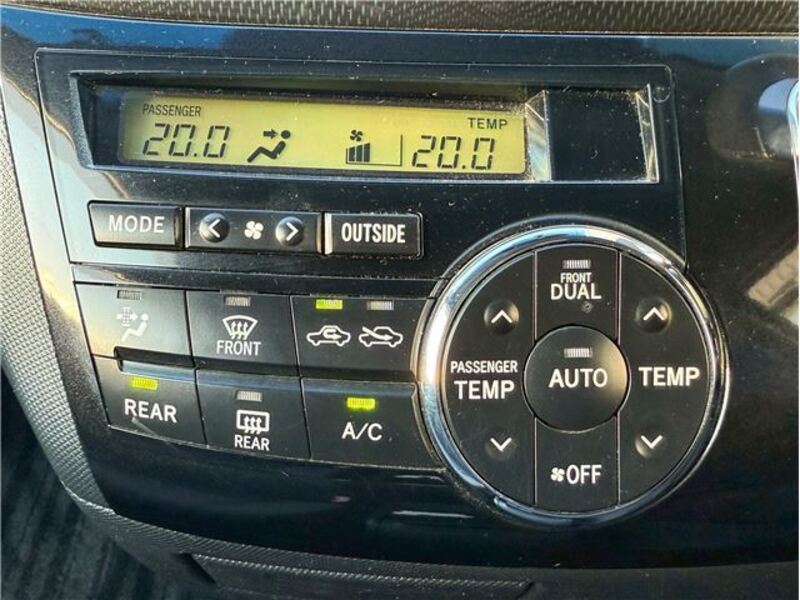 PASSENGER
20.0
TEMP
20.0
MODE
OUTSIDE
FRONT
DUAL
FRONT
PASSENGER
TEMP
AUTO
TEMP
REAR
REAR
A/C
OFF